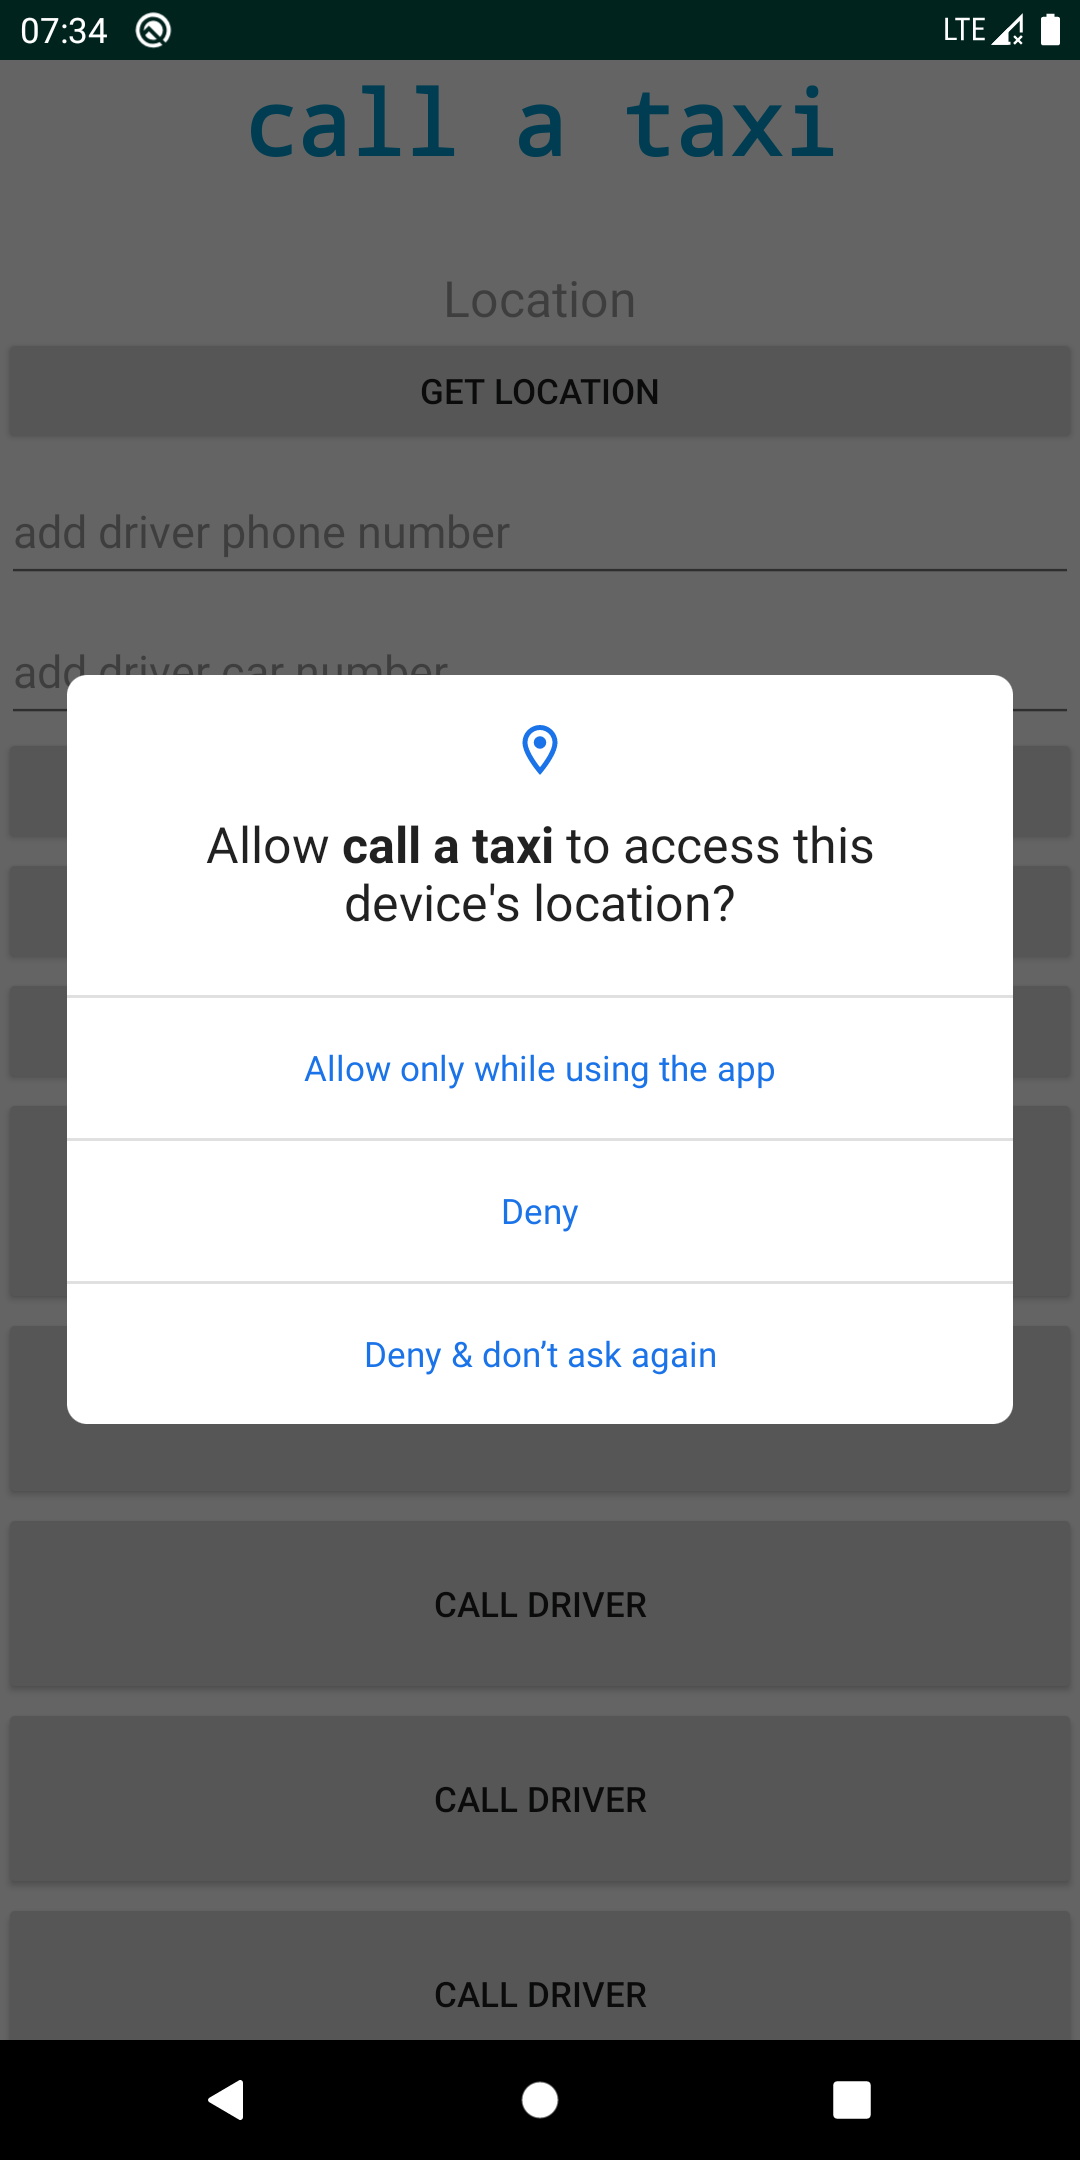 07:34
LTE
call a taxi
Location
GET LOCATION
add driver phone number
add driver car number
Allow call a taxi to access this
device's location?
Allow only while using the app
Deny
Deny & don’t ask again
CALL DRIVER
CALL DRIVER
CALL DRIVER